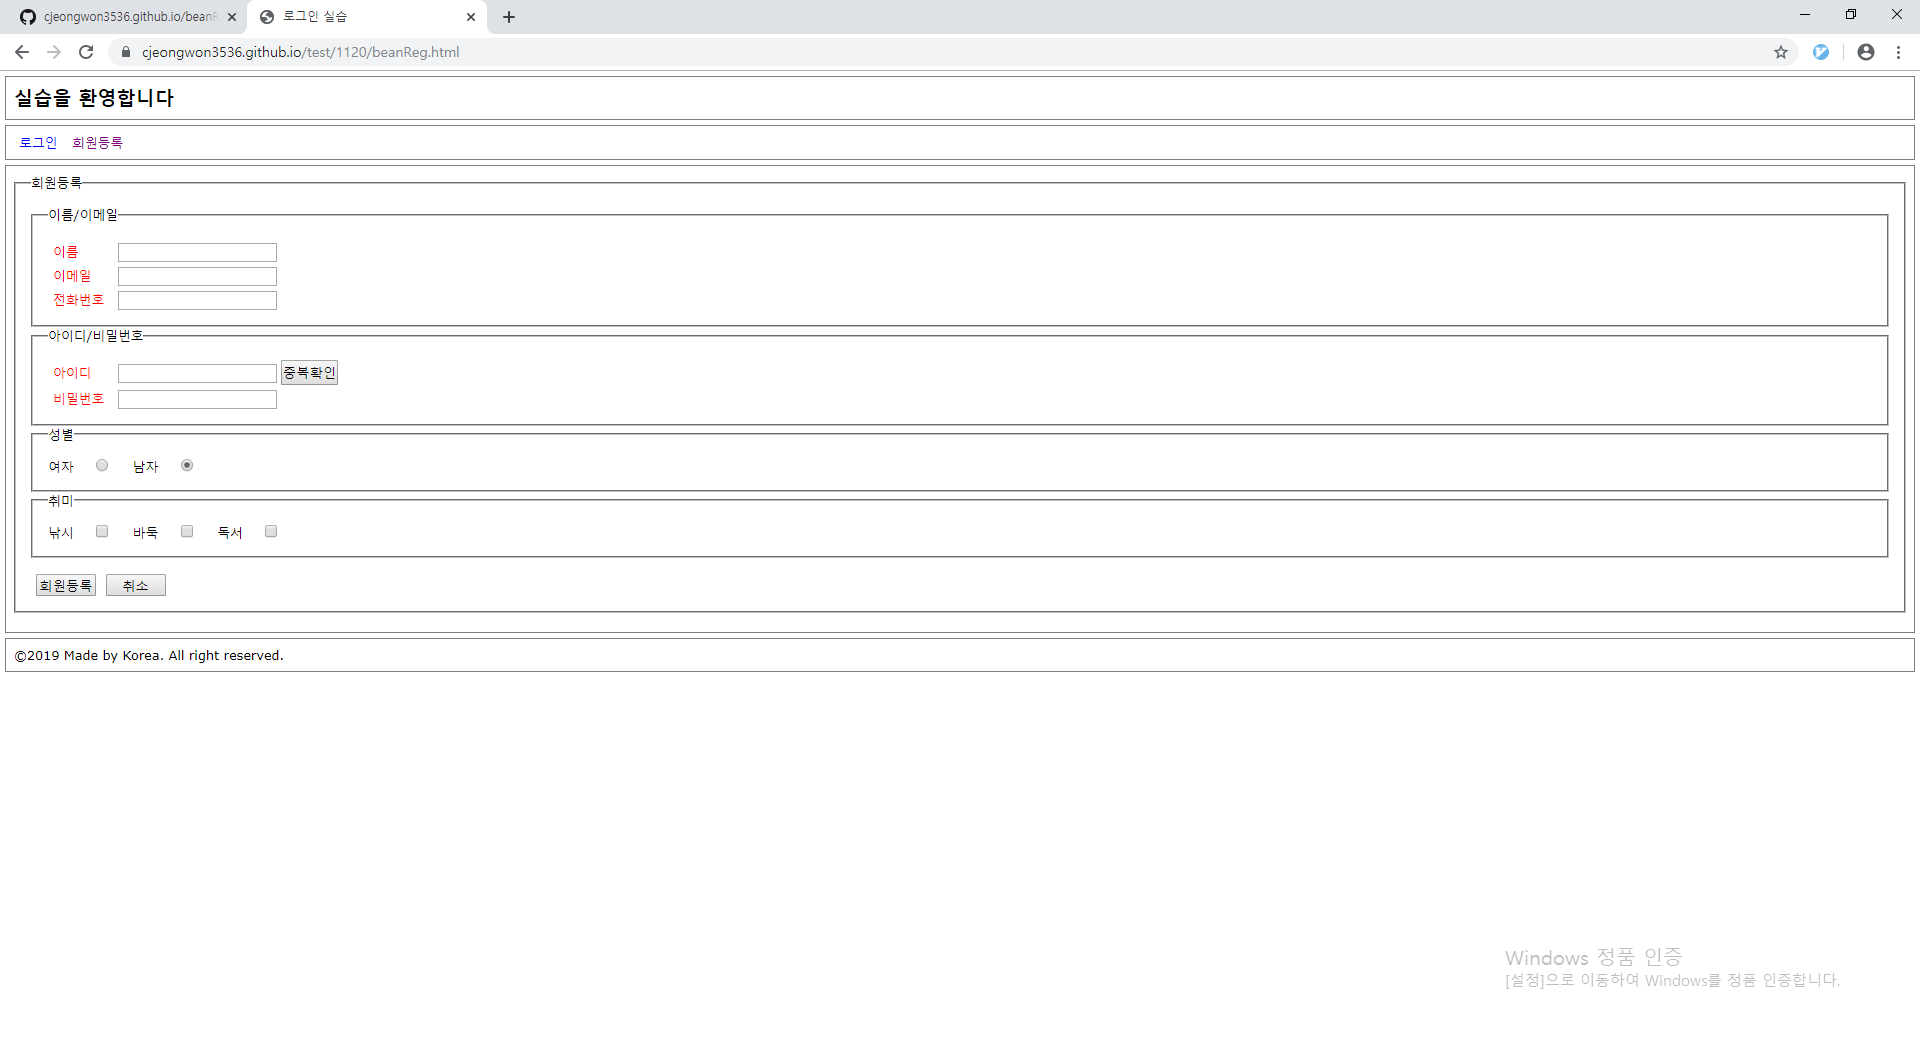 cjeongwon3536.github.io/beanR
로그인 실습
cjeongwon3536.github.io/test/1120/beanReg.html
실습을 환영합니다
로그인 회원등록
회원등록
이름/이메일
이름
이메일
전화번호
아이디/비밀번호
아이디 중복확인
비밀번호
성별
여자 남자
취미
낚시 바둑 독서
회원등록 취소
©2019 Made by Korea. All right reserved.
Windows 정품 인증
[설정]으로 이동하여 Windows를 정품 인증합니다.